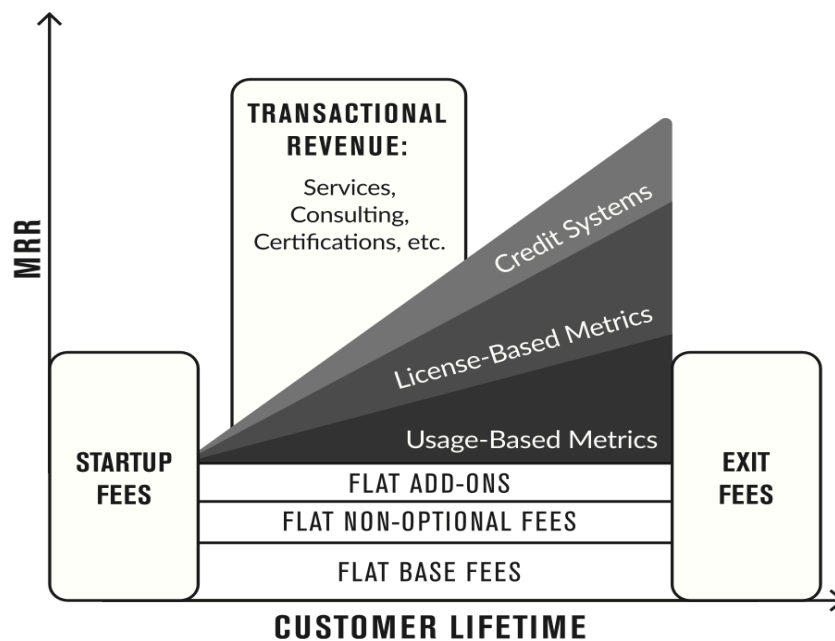 MRR
TRANSACTIONAL
REVENUE:
Services,
Consulting,
Certifications, etc.
Credit Systems
License-Based Metrics
Usage-Based Metrics
STARTUP
FEES
FLAT ADD-ONS
FLAT NON-OPTIONAL FEES
FLAT BASE FEES
EXIT
FEES
CUSTOMER LIFETIME